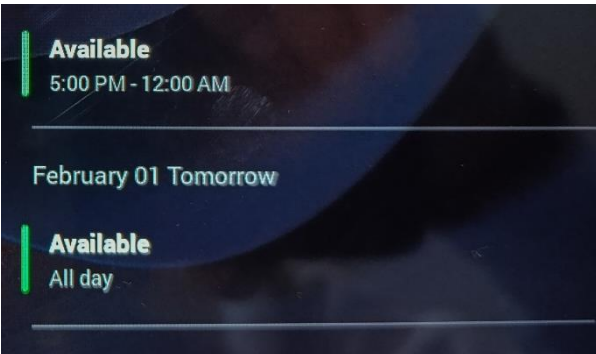 Available
5:00 PM - 12:00 AM
February 01 Tomorrow
Available
All day